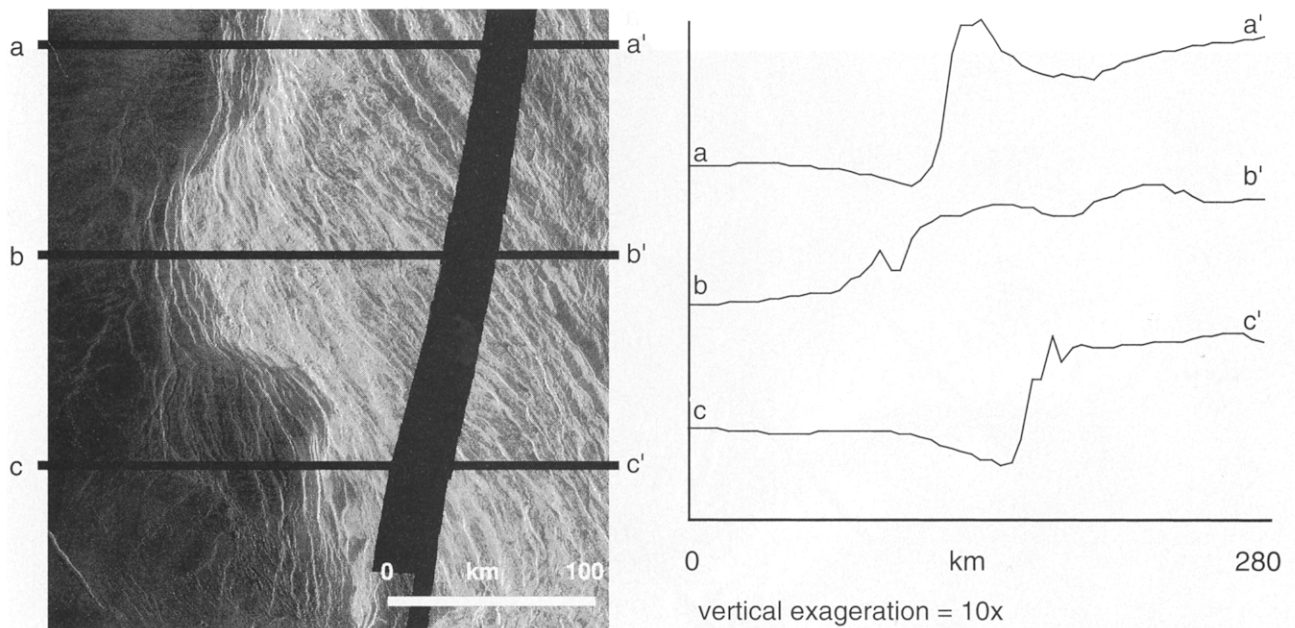 a a'
b b'
c c'
0 km 100
a a'
b b'
c c'
0 km 280
vertical exageration = 10x